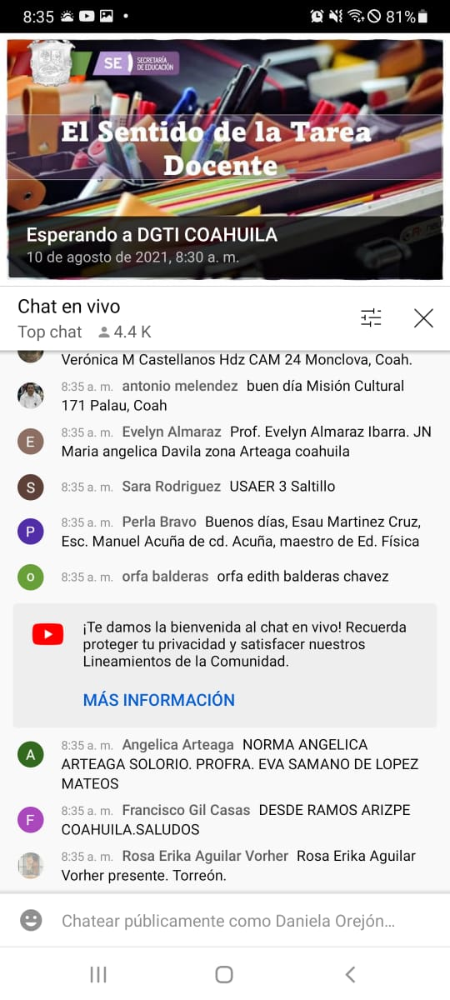 8:35
81%
SE
SECRETARÍA
DE EDUCACIÓN
El Sentido de la Tarea
Docente
Esperando a DGTI COAHUILA
10 de agosto de 2021, 8:30 a. m.
Chat en vivo
Top chat 4.4 K
Verónica M Castellanos Hdz CAM 24 Monclova, Coah.
8:35 a. m. antonio melendez buen día Misión Cultural
171 Palau, Coah
E
8:35 a. m. Evelyn Almaraz Prof. Evelyn Almaraz Ibarra. JN
Maria angelica Davila zona Arteaga coahuila
S
8:35 a. m. Sara Rodriguez USAER 3 Saltillo
P
8:35 a. m. Perla Bravo Buenos días, Esau Martinez Cruz,
Esc. Manuel Acuña de cd. Acuña, maestro de Ed. Física
o
8:35 a. m. orfa balderas orfa edith balderas chavez
¡Te damos la bienvenida al chat en vivo! Recuerda
proteger tu privacidad y satisfacer nuestros
Lineamientos de la Comunidad.
MÁS INFORMACIÓN
A
8:35 a. m. Angelica Arteaga NORMA ANGELICA
ARTEAGA SOLORIO. PROFRA. EVA SAMANO DE LOPEZ
MATEOS
F
8:35 a. m. Francisco Gil Casas DESDE RAMOS ARIZPE
COAHUILA.SALUDOS
8:35 a. m. Rosa Erika Aguilar Vorher Rosa Erika Aguilar
Vorher presente. Torreón.
Chatear públicamente como Daniela Orejón...